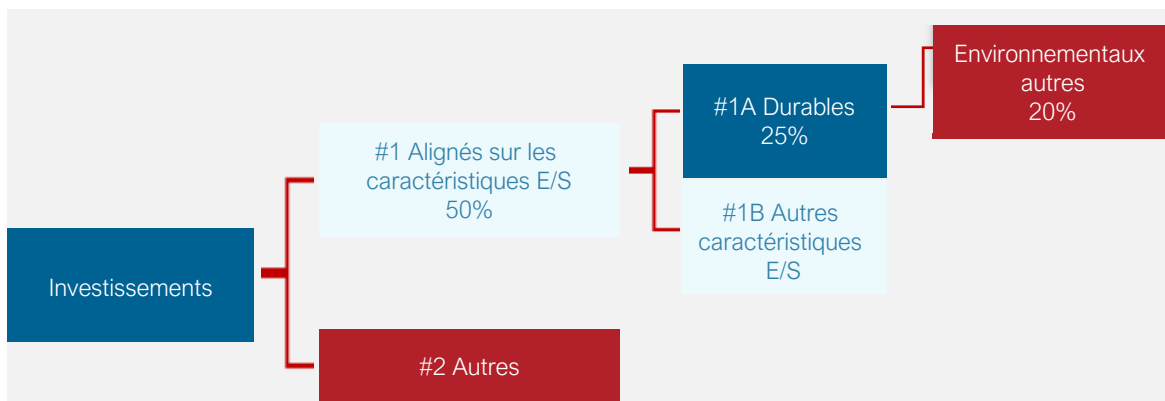 Investissements
#1 Alignés sur les
caractéristiques E/S
50%
#2 Autres
#1A Durables
25%
#1B Autres
caractéristiques
E/S
Environnementaux
autres
20%